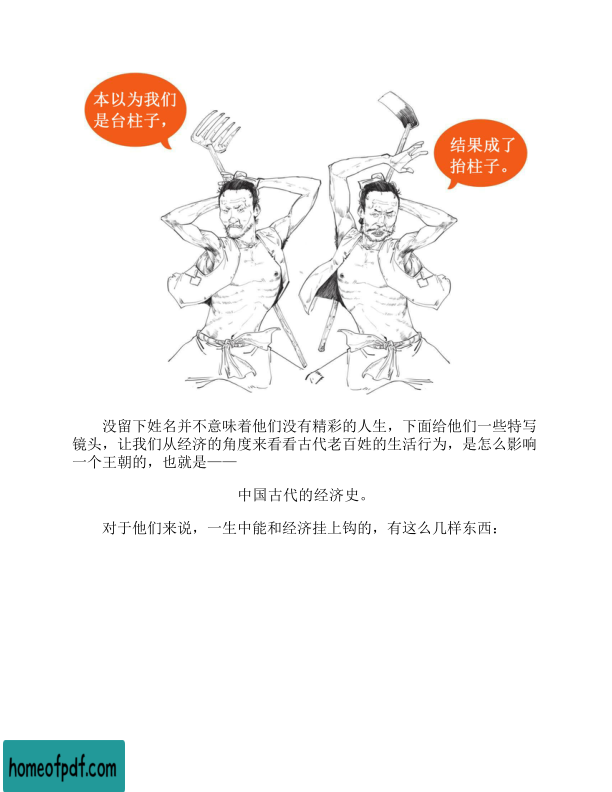 本以为我们
是台柱子，
结果成了
抬柱子。
没留下姓名并不意味着他们没有精彩的人生，下面给他们一些特写
镜头，让我们从经济的角度来看看古代老百姓的生活行为，是怎么影响
一个王朝的，也就是——
中国古代的经济史。
对于他们来说，一生中能和经济挂上钩的，有这么几样东西：
homeofpdf.com